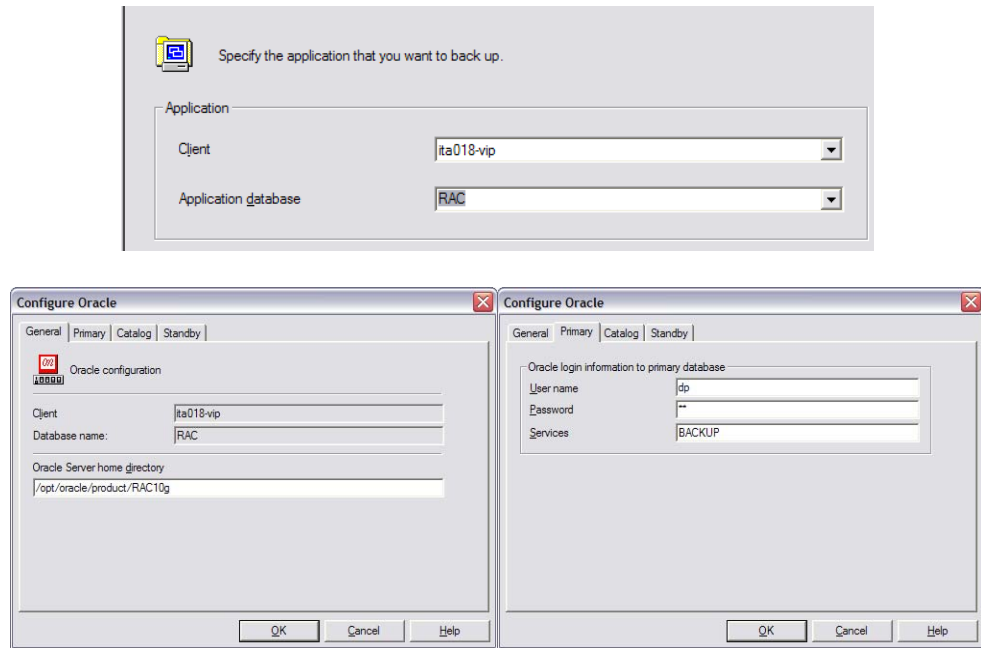 Specify the application that you want to back up.
Application
Client
ita018-vip
Application database
RAC
Configure Oracle
General Primary Catalog Standby
Oracle configuration
Client
ita018-vip
Database name:
RAC
Oracle Server home directory
/opt/oracle/product/RAC10g
OK Cancel Help
Configure Oracle
General Primary Catalog Standby
Oracle login information to primary database
User name
dp
Password
**
Services
BACKUP
OK Cancel Help